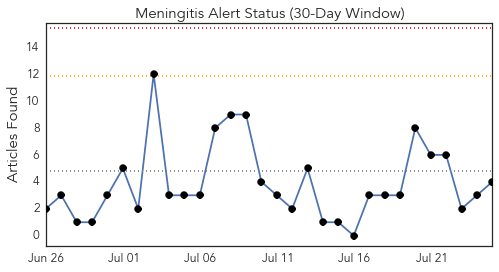 Meningitis Alert Status (30-Day Window)
Articles Found
14
12
10
8
6
4
2
0
Jun 26
Jul 01
Jul 06
Jul 11
Jul 16
Jul 21